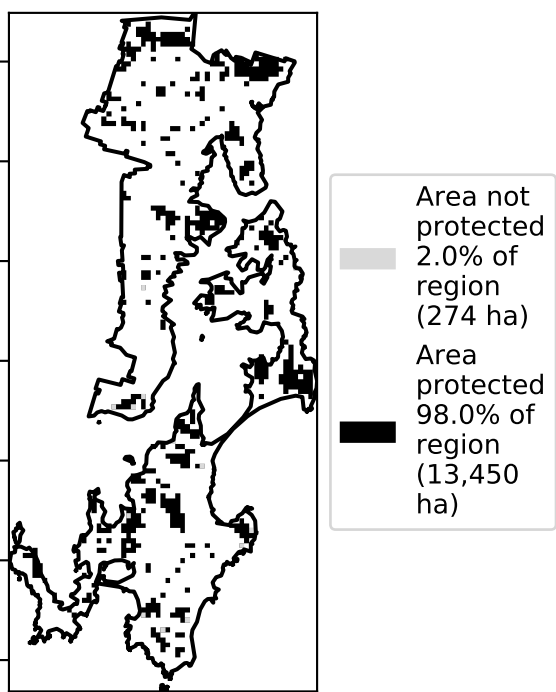 Area not
protected
2.0% of
region
(274 ha)
Area
protected
98.0% of
region
(13,450
ha)